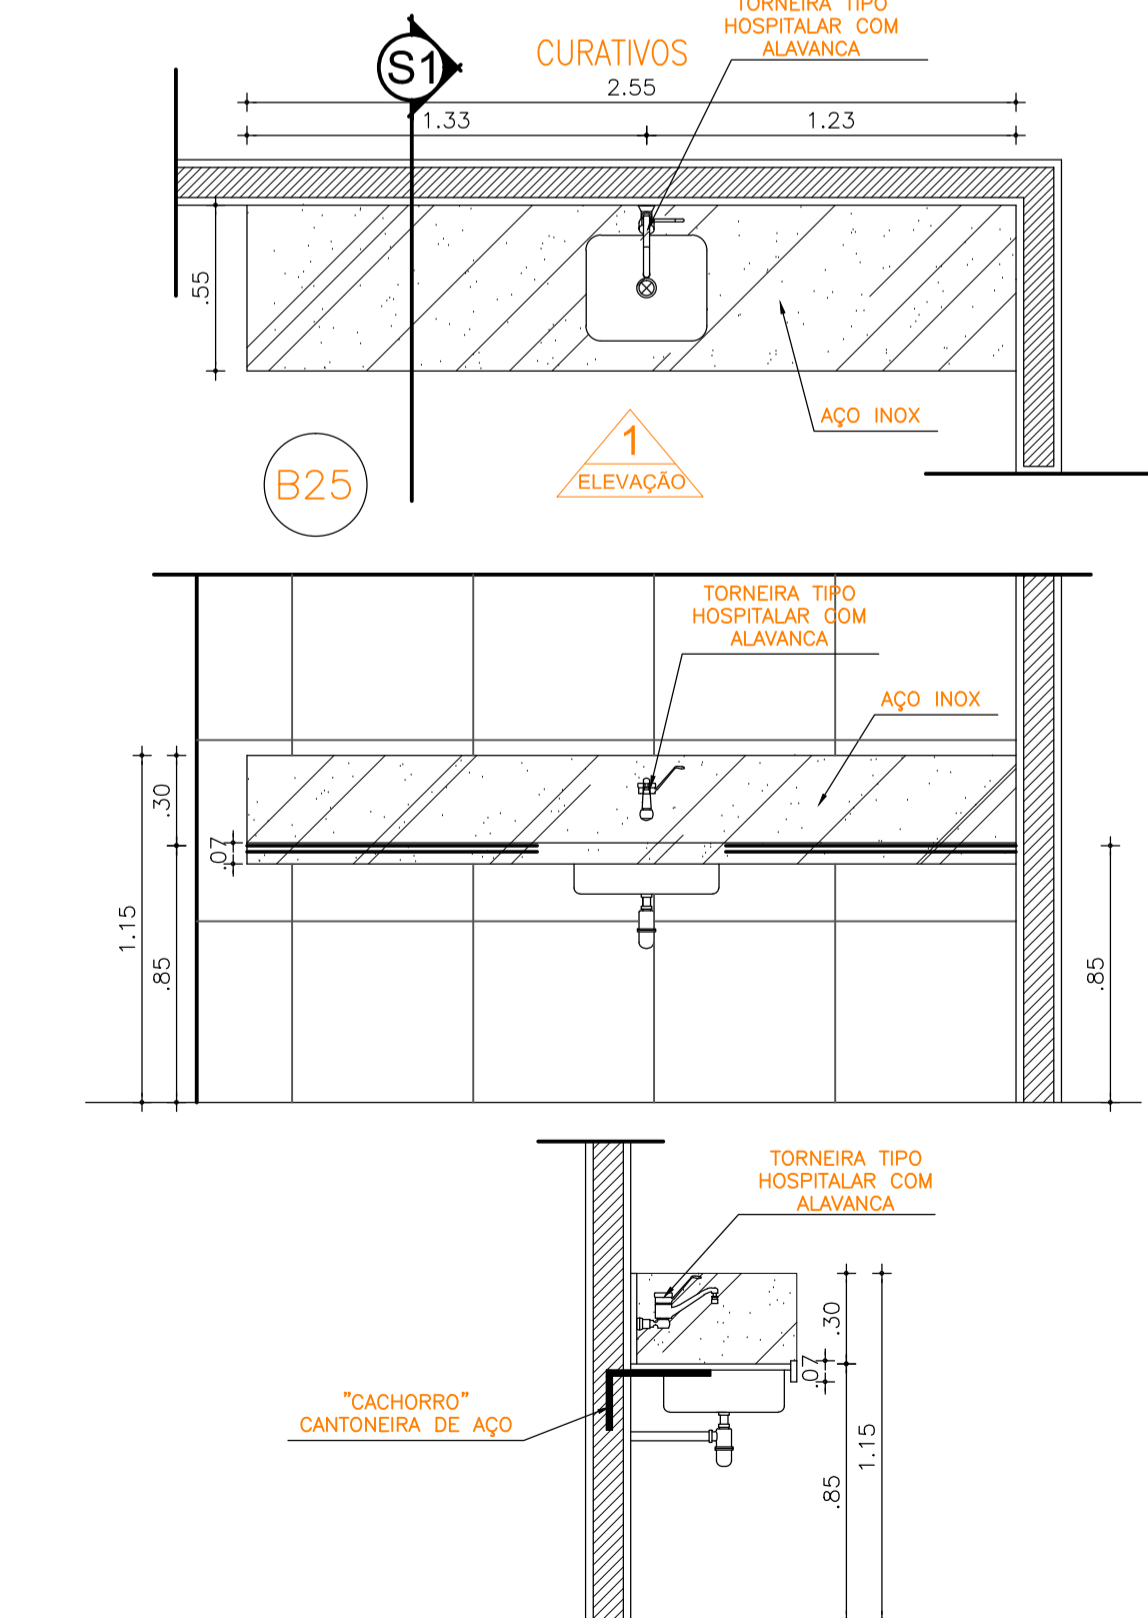 TORNEIRA TIPO
HOSPITALAR COM
ALAVANCA
S1
CURATIVOS
2.55
1.33
1.23
.55
AÇO INOX
B25
1
ELEVAÇÃO
TORNEIRA TIPO
HOSPITALAR COM
ALAVANCA
AÇO INOX
.30
.07
1.15
.85
.85
TORNEIRA TIPO
HOSPITALAR COM
ALAVANCA
.30
.07
"CACHORRO"
CANTONEIRA DE AÇO
1.15
.85